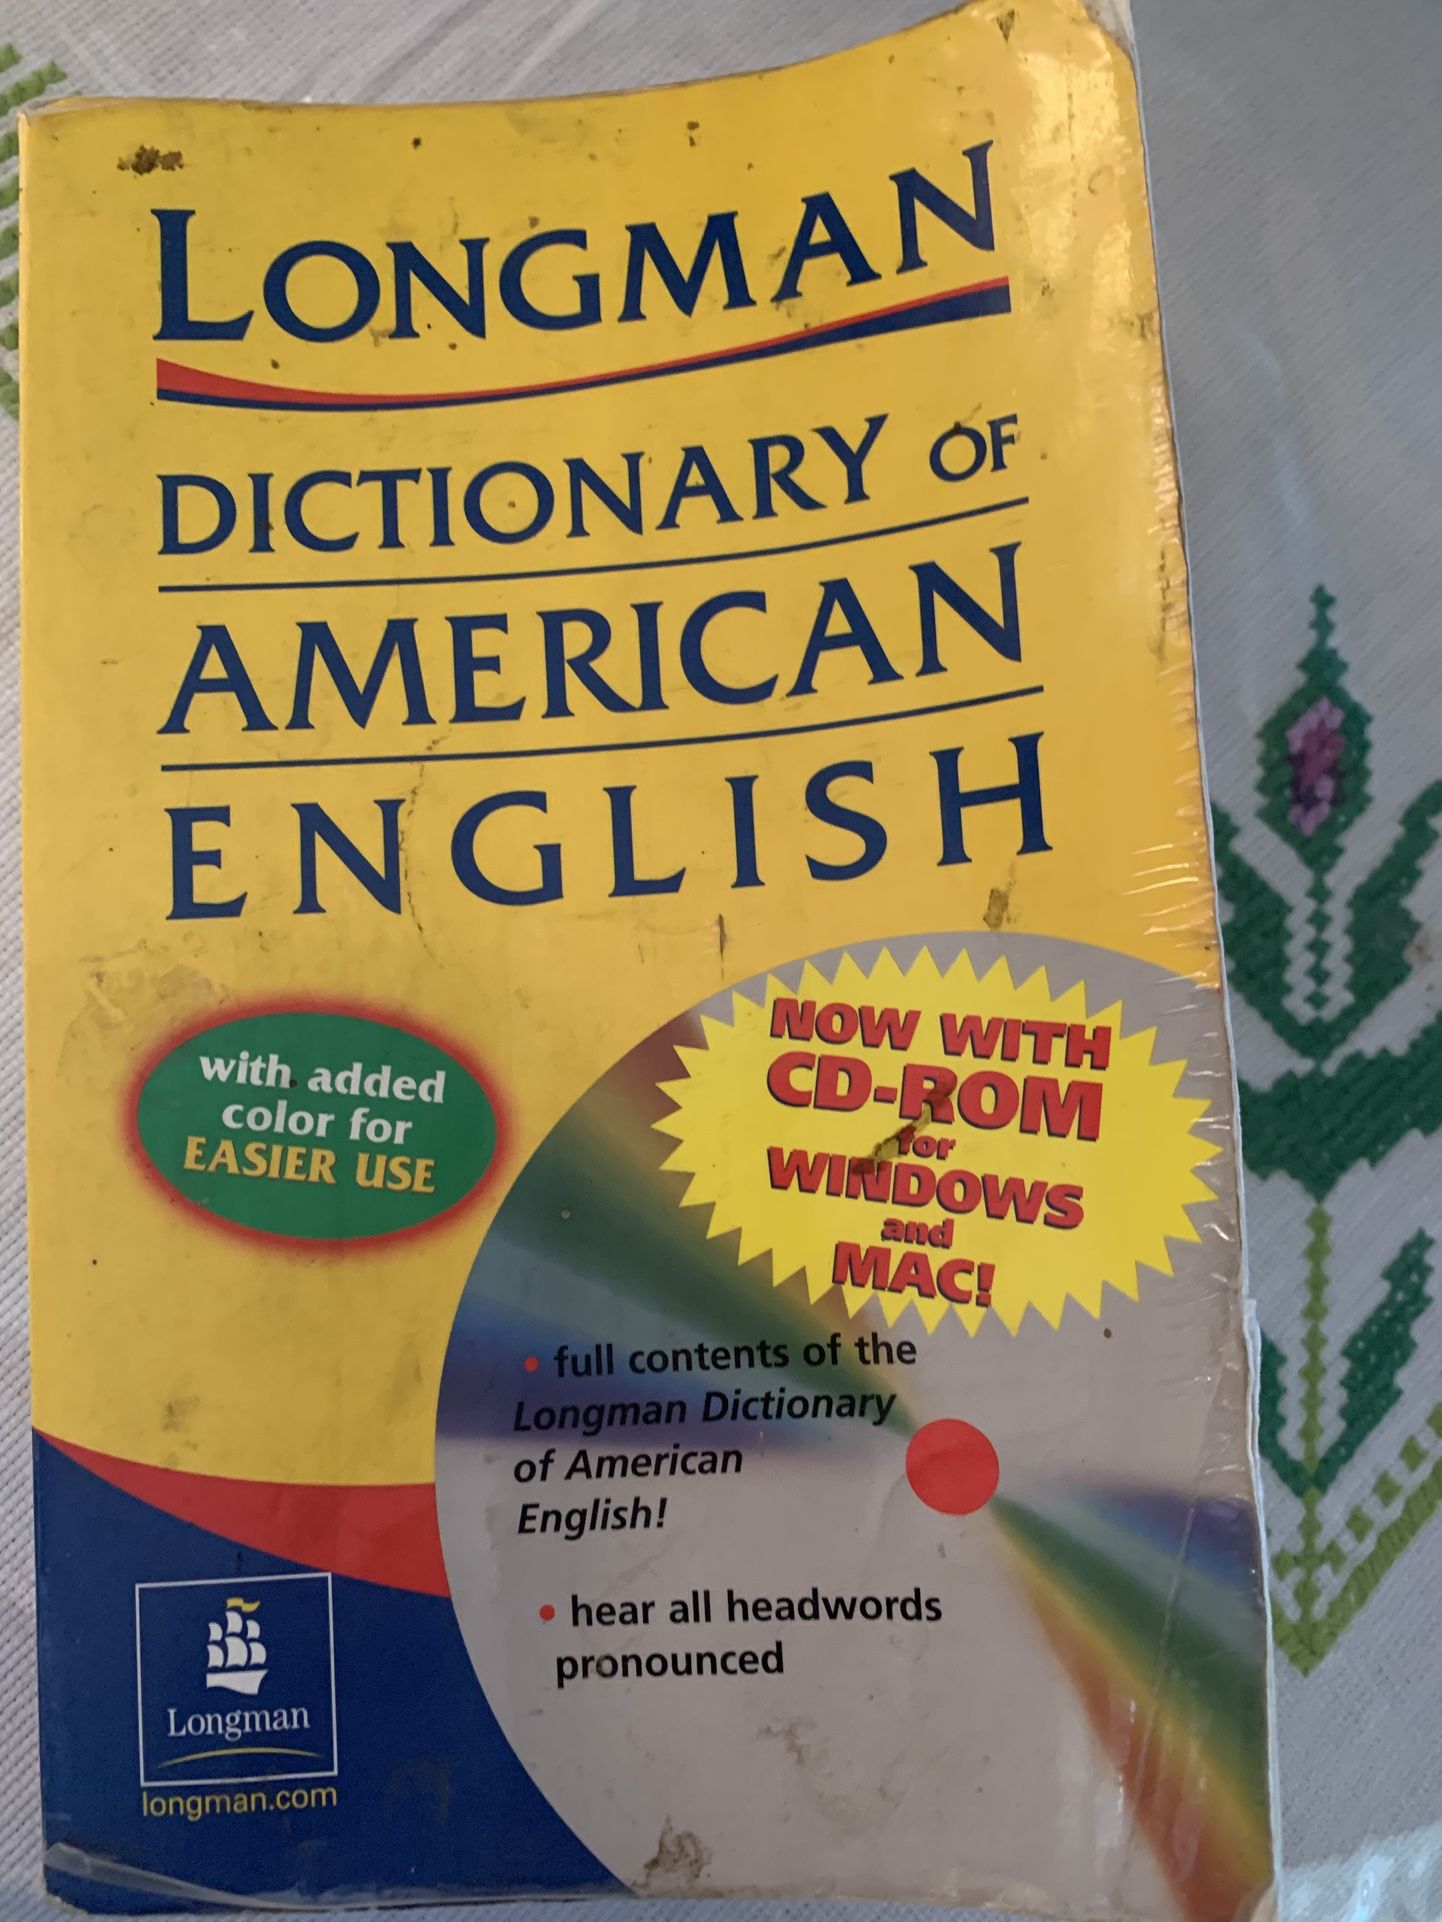 LONGMAN
DICTIONARY OF
AMERICAN
ENGLISH
with added
color for
EASIER USE
NOW WITH
CD-ROM
for
WINDOWS
and
MAC!
• full contents of the
Longman Dictionary
of American
English!
• hear all headwords
pronounced
Longman
longman.com